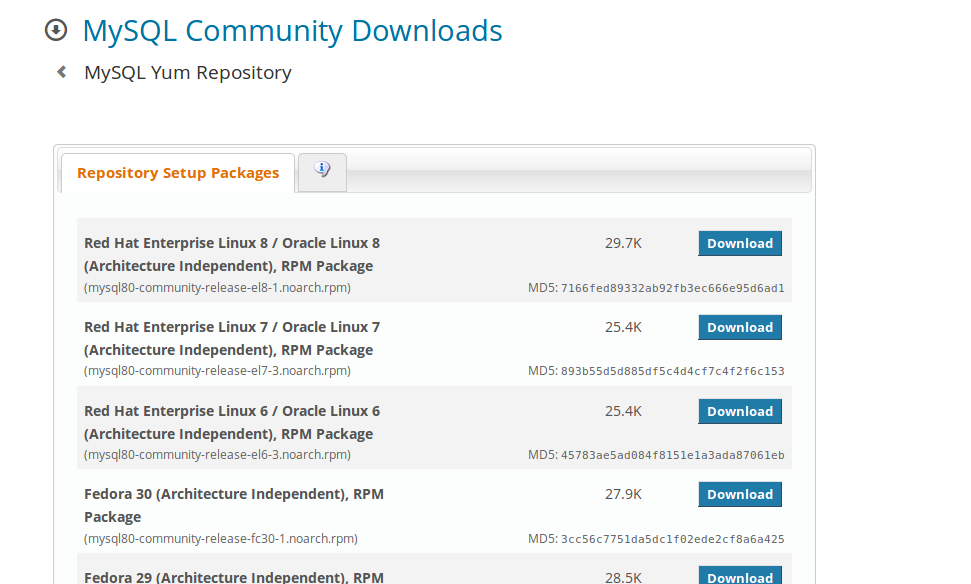 MySQL Community Downloads
MySQL Yum Repository
Repository Setup Packages
Red Hat Enterprise Linux 8 / Oracle Linux 8 29.7K Download
(Architecture Independent), RPM Package
(mysql80-community-release-el8-1.noarch.rpm) MD5: 7166fed89332ab92fb3ec666e95d6ad1
Red Hat Enterprise Linux 7 / Oracle Linux 7 25.4K Download
(Architecture Independent), RPM Package
(mysql80-community-release-el7-3.noarch.rpm) MD5: 893b55d5d885df5c4d4cf7c4f2f6c153
Red Hat Enterprise Linux 6 / Oracle Linux 6 25.4K Download
(Architecture Independent), RPM Package
(mysql80-community-release-el6-3.noarch.rpm) MD5: 45783ae5ad084f8151e1a3ada87061eb
Fedora 30 (Architecture Independent), RPM 27.9K Download
Package
(mysql80-community-release-fc30-1.noarch.rpm) MD5: 3cc56c7751da5dc1f02ede2cf8a6a425
Fedora 29 (Architecture Independent), RPM 28.5K Download